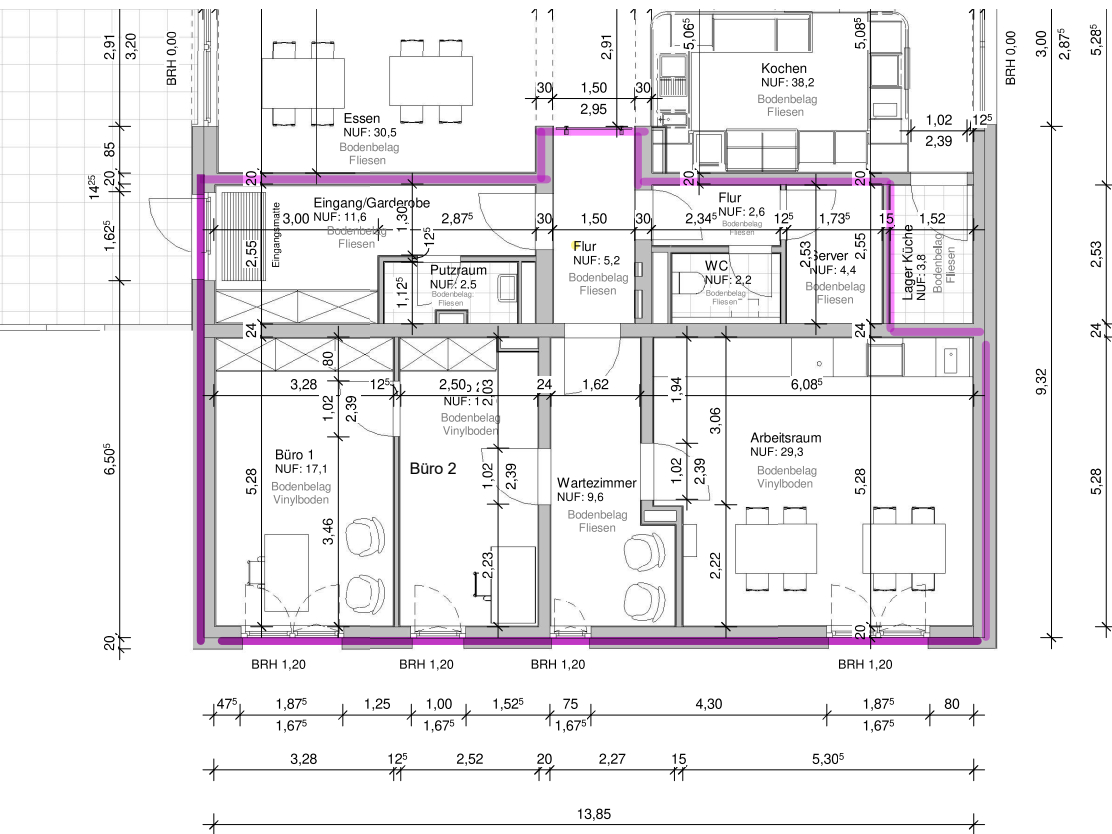 2,91
3,20
BRH 0,00
2,91
5,06⁵
5,08⁵
BRH 0,00
3,00
2,87⁵
5,28⁵
Kochen
NUF: 38,2
Bodenbelag
Fliesen
30
1,50
30
2,95
Essen
NUF: 30,5
Bodenbelag
Fliesen
1,02
12⁵
2,39
85
20
14²⁵
1,62⁵
20
20
20
Eingang/Garderobe
NUF: 11,6
Bodenbelag
Fliesen
Eingangsmatte
3,00
1,30
2,87⁵
12⁵
2,55
1,12⁵
30
1,50
30
2,34⁵
12⁵
1,73⁵
15
1,52
Flur
NUF: 2,6
Bodenbelag
Fliesen
Flur
NUF: 5,2
Bodenbelag
Fliesen
Putzraum
NUF: 2,5
Bodenbelag
Fliesen
WC
NUF: 2,2
Bodenbelag
Fliesen
2,53
Server
NUF: 4,4
Bodenbelag
Fliesen
2,55
Lager Küche
NUF: 3,8
Bodenbelag
Fliesen
24
24
24
80
3,28
12⁵
2,50
2,03
24
1,62
1,94
6,08⁵
1,02
2,39
Bodenbelag
Vinylboden
3,06
9,32
6,50⁵
5,28
Büro 1
NUF: 17,1
Bodenbelag
Vinylboden
Büro 2
1,02
2,39
Wartezimmer
NUF: 9,6
Bodenbelag
Fliesen
1,02
2,39
Arbeitsraum
NUF: 29,3
Bodenbelag
Vinylboden
5,28
5,28
3,46
2,23
2,22
20
20
BRH 1,20
BRH 1,20
BRH 1,20
BRH 1,20
47⁵
1,87⁵
1,25
1,00
1,52⁵
75
4,30
1,87⁵
80
1,67⁵
1,67⁵
1,67⁵
1,67⁵
3,28
12⁵
2,52
20
2,27
15
5,30⁵
13,85